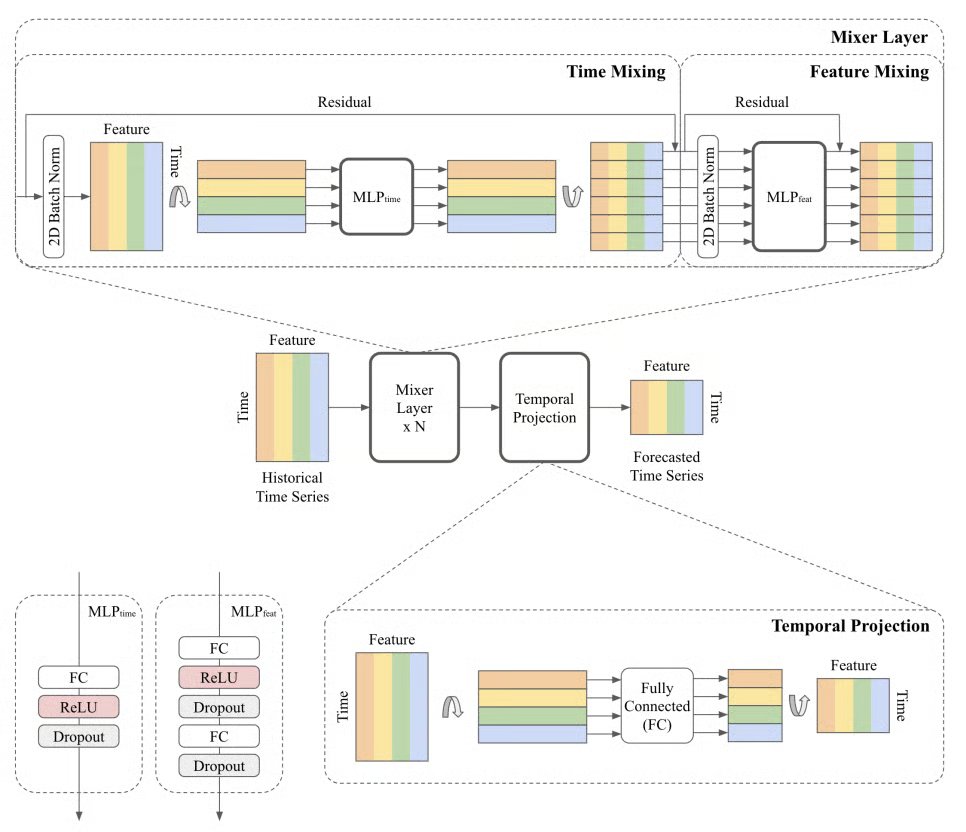 Mixer Layer
Time Mixing
Feature Mixing
Residual
Residual
2D Batch Norm
Feature
Time
MLPtime
2D Batch Norm
MLPfeat
Feature
Time
Historical
Time Series
Mixer
Layer
x N
Temporal
Projection
Feature
Time
Forecasted
Time Series
MLPtime
FC
ReLU
Dropout
MLPfeat
FC
ReLU
Dropout
FC
Dropout
Temporal Projection
Feature
Time
Fully
Connected
(FC)
Feature
Time